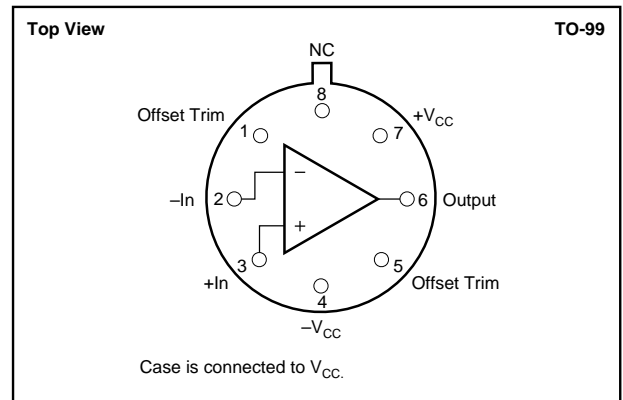 Top View
TO-99
NC
8
Offset Trim
1
+VCC
7
–In
2
–
6
Output
+
3
+In
5
Offset Trim
4
–VCC
Case is connected to VCC.